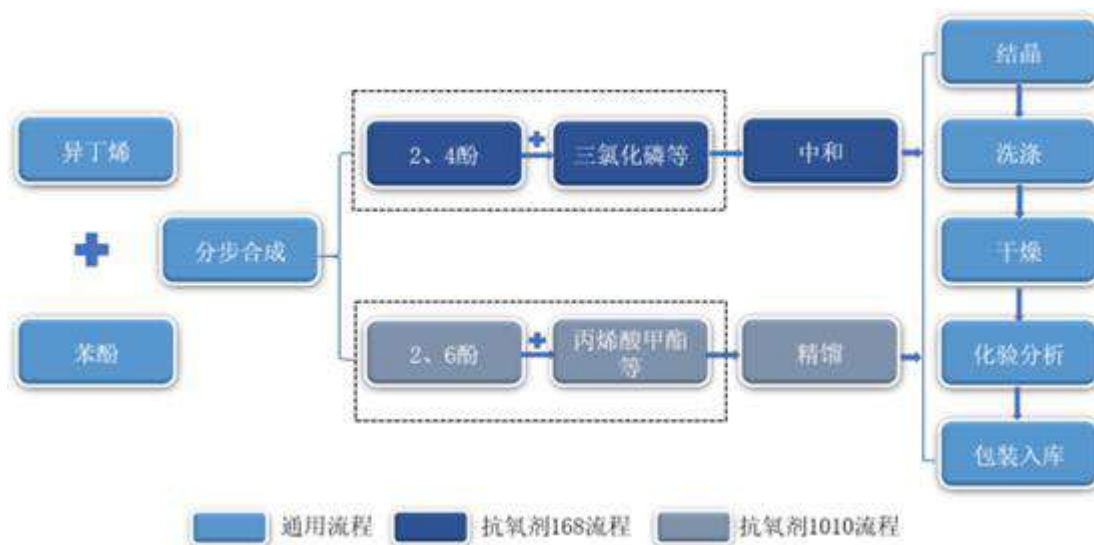 异丁烯
苯酚
分步合成
2、4酚
三氯化磷等
中和
2、6酚
丙烯酸甲酯
等
精馏
结晶
洗涤
干燥
化验分析
包装入库
通用流程
抗氧剂168流程
抗氧剂1010流程